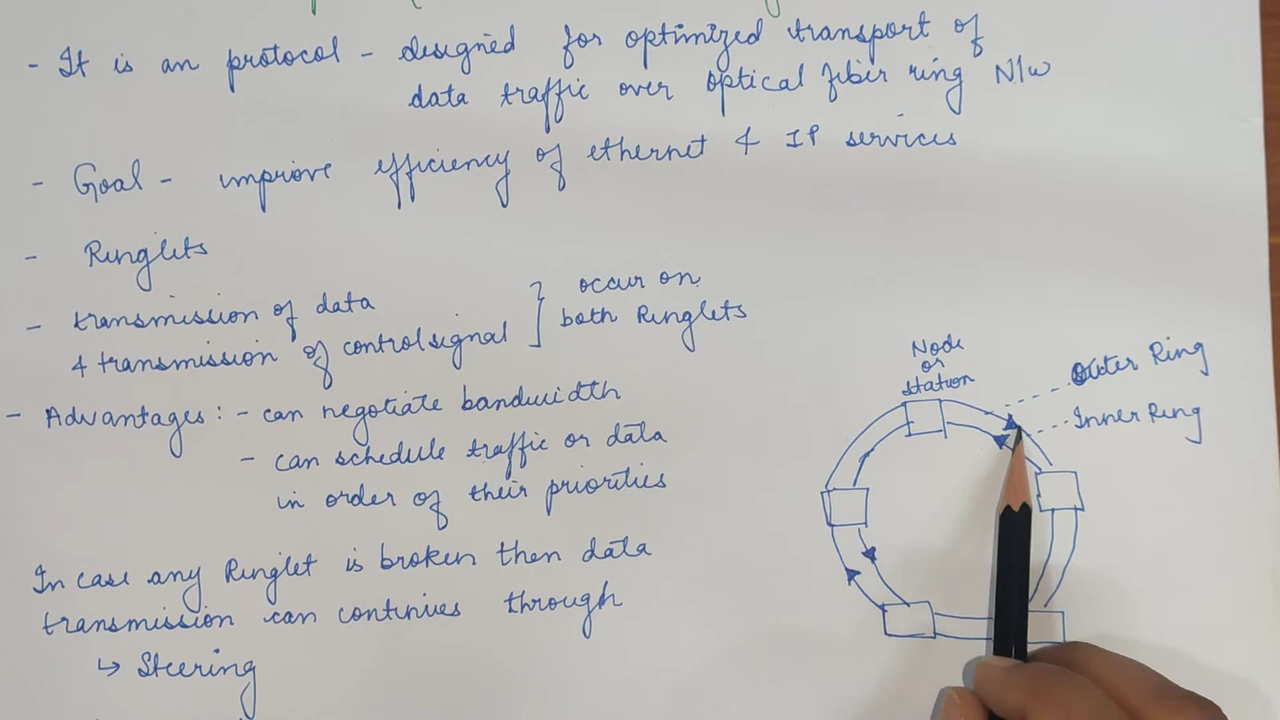 - It is an protocol - designed for optimized transport of
data traffic over optical fiber ring N/w
- Goal - improve efficiency of ethernet & IP services
- Ringlets
- transmission of data
& transmission of control signal } occur on both Ringlets
- Advantages: - can negotiate bandwidth
- can schedule traffic or data
in order of their priorities
In case any Ringlet is broken then data
transmission can continues through
↳ Steering
Node
or
Station
Outer Ring
Inner Ring